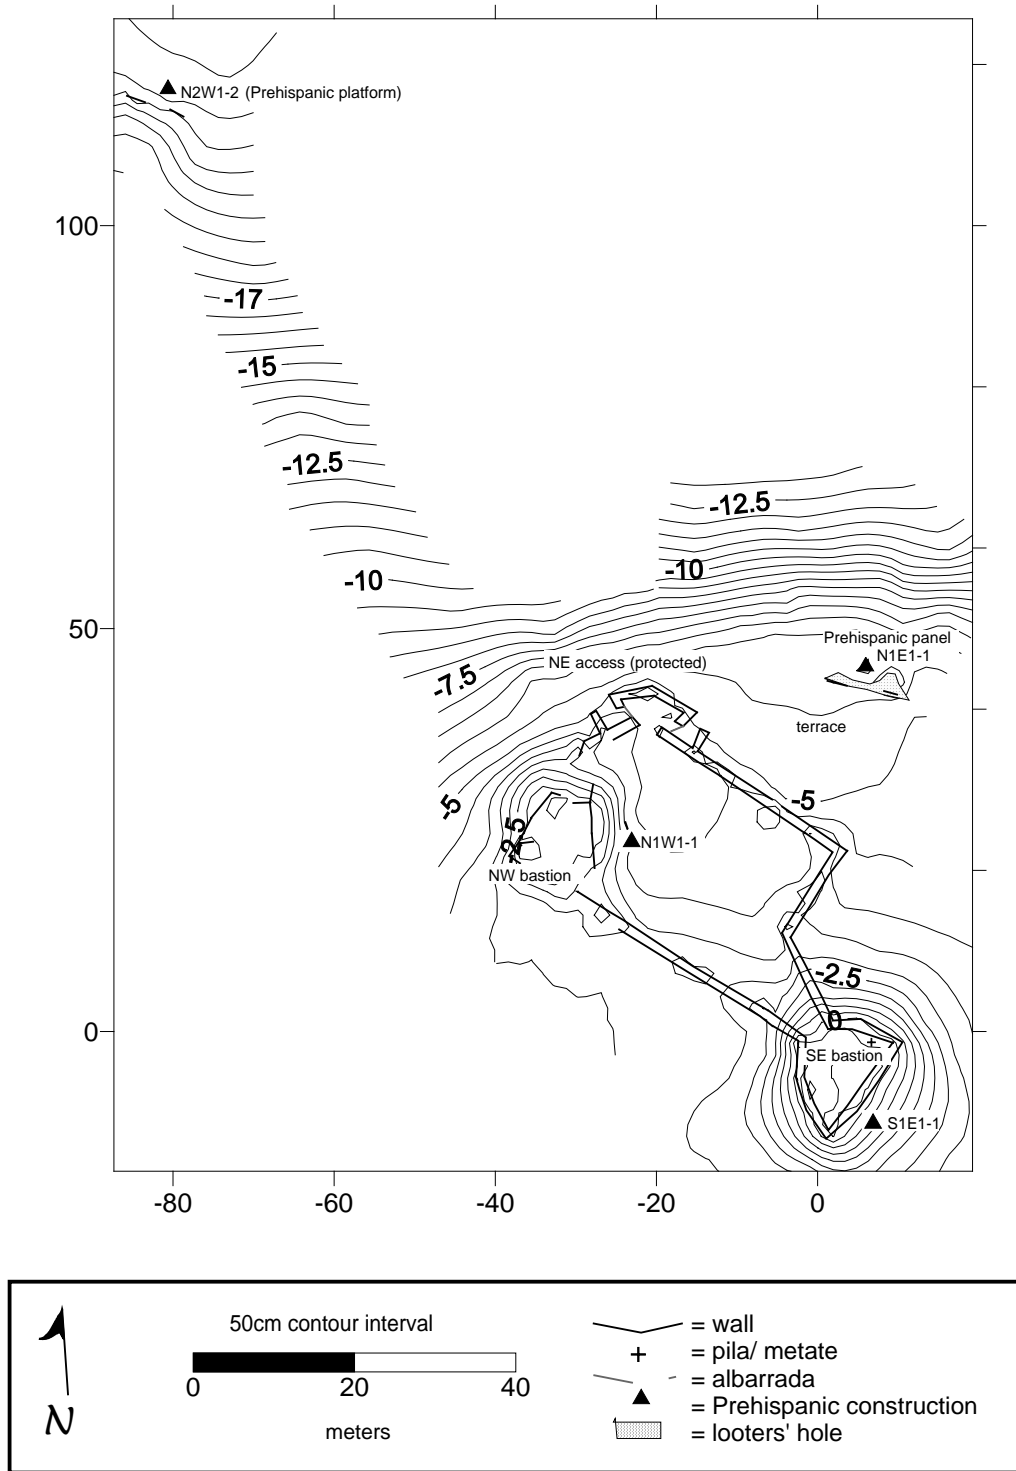 N2W1-2 (Prehispanic platform)
100
-17
-15
-12.5
-12.5
-10
-10
50
Prehispanic panel
N1E1-1
NE access (protected)
-7.5
terrace
-5
-5
-2.5
N1W1-1
NW bastion
-2.5
0
0
SE bastion
S1E1-1
-80
-60
-40
-20
0
50cm contour interval
0
20
40
meters
N
= wall
= pila/ metate
= albarrada
= Prehispanic construction
= looters' hole